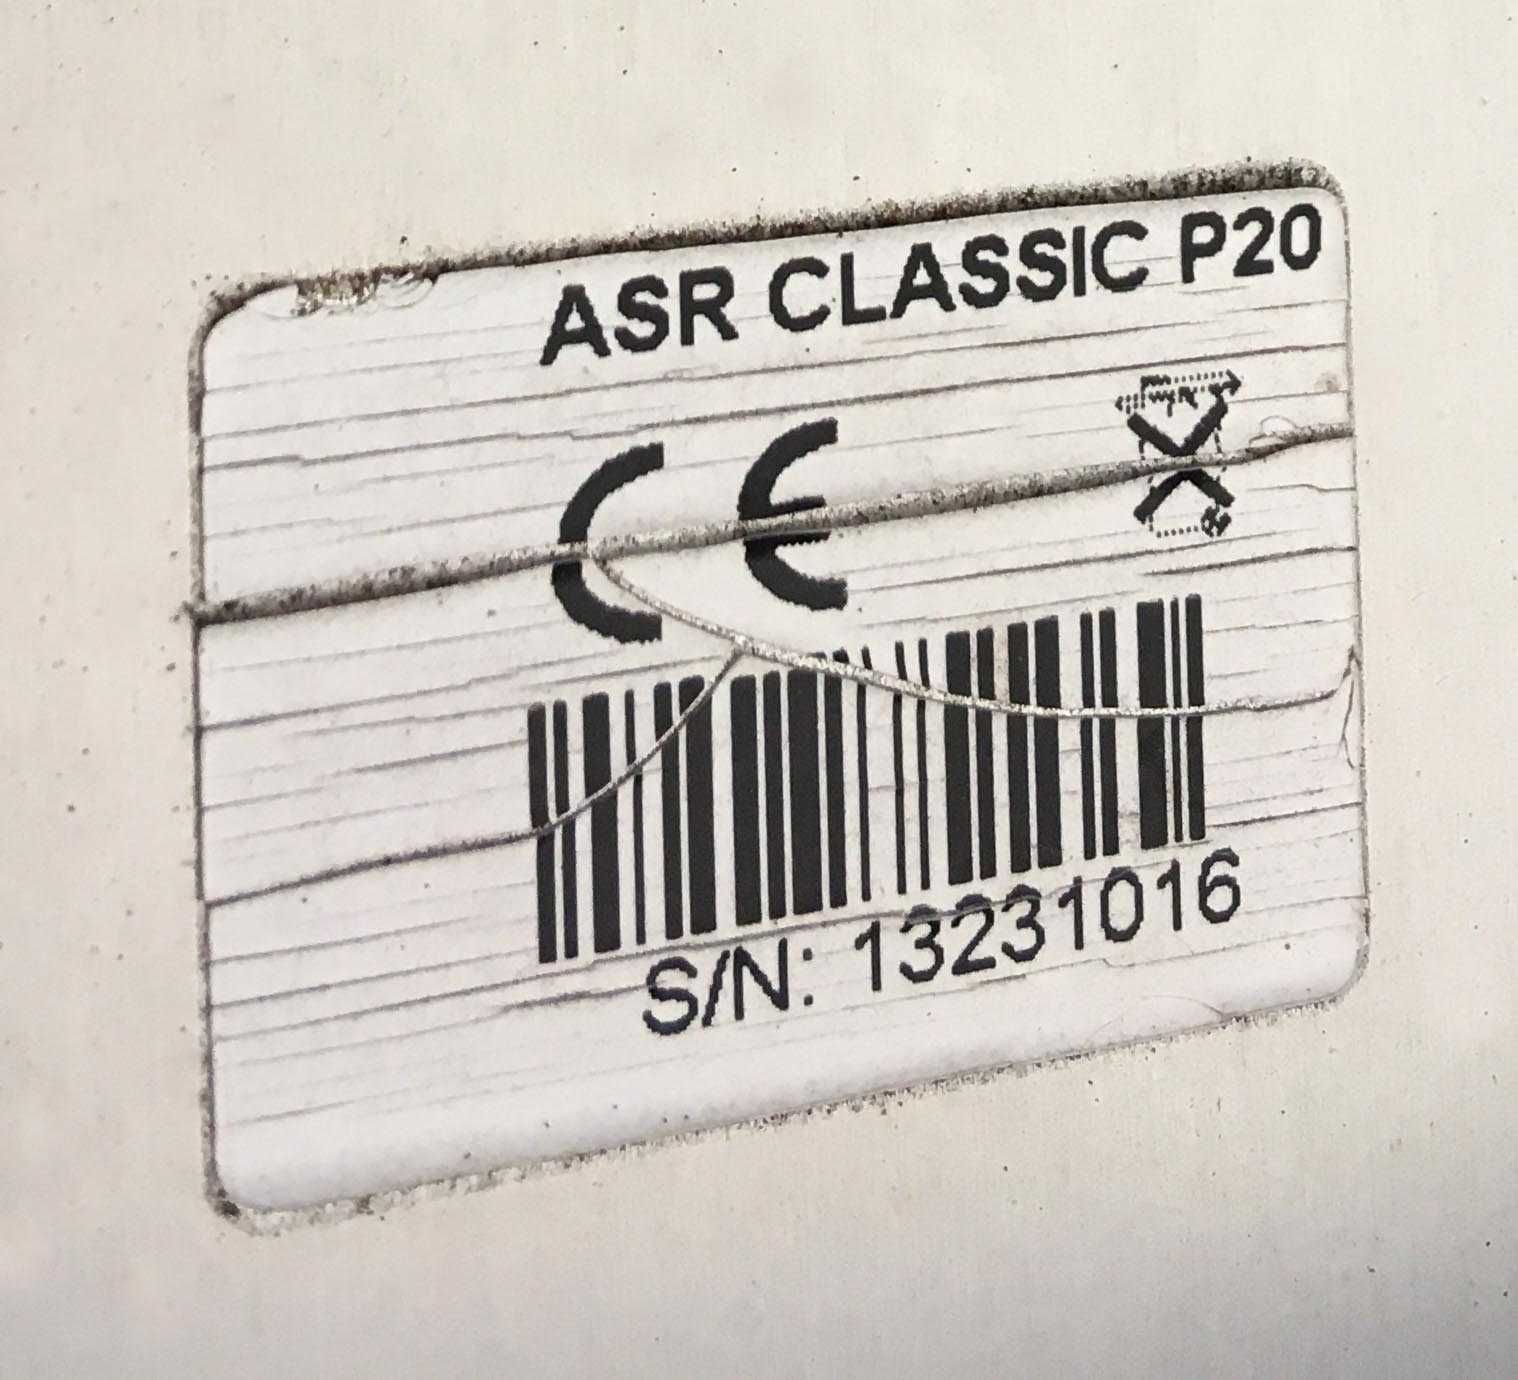 ASR CLASSIC P20
CE
S/N: 13231016